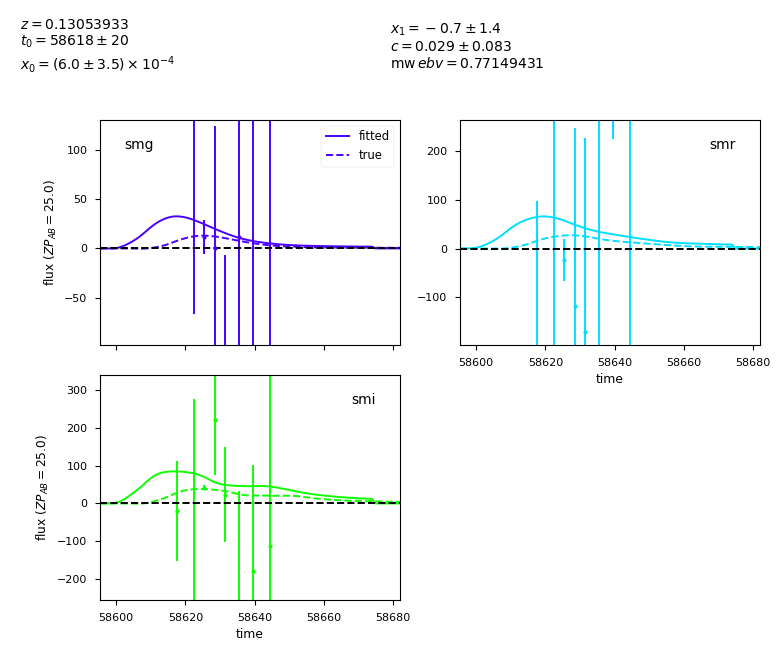 z = 0.13053933
t₀ = 58618 ± 20
x₀ = (6.0 ± 3.5) × 10⁻⁴
x₁ = −0.7 ± 1.4
c = 0.029 ± 0.083
mw ebv = 0.77149431
smg
fitted
true
100
50
0
−50
flux (ZP_AB = 25.0)
smr
200
100
0
−100
58600 58620 58640 58660 58680
time
smi
300
200
100
0
−100
−200
flux (ZP_AB = 25.0)
58600 58620 58640 58660 58680
time